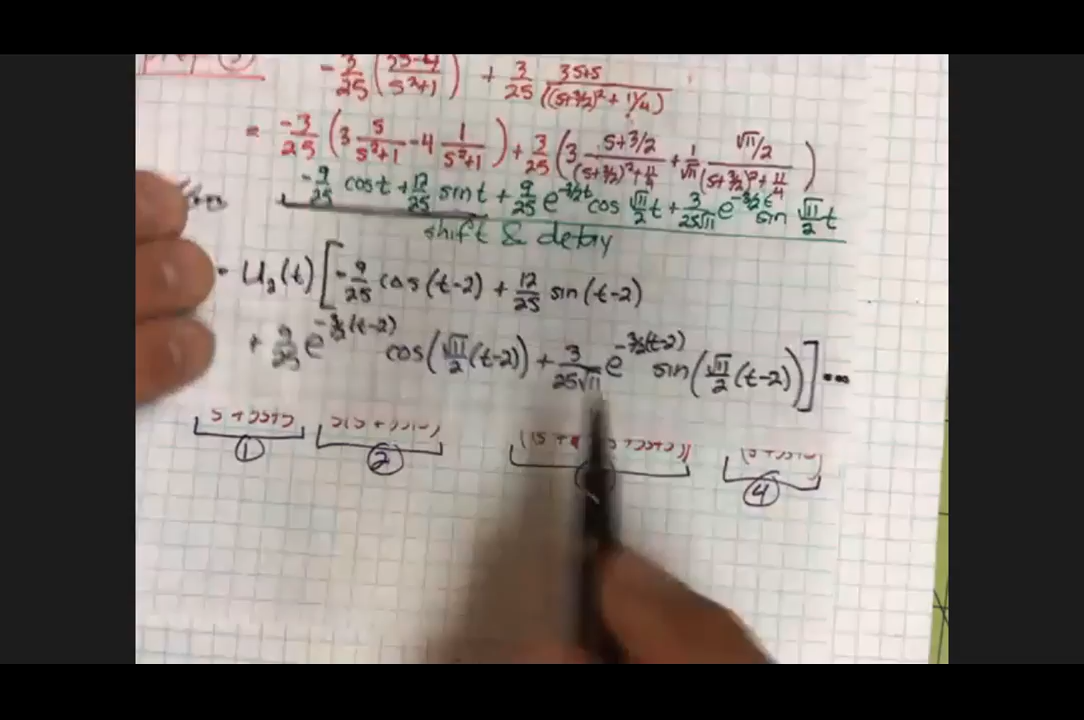 -3/25 (3s-4/s²+1) + 3/25 3s+5/((s+3/2)²+11/4)
= -3/25 (3 s/s²+1 -4 1/s²+1) + 3/25 (3 s+3/2/(s+3/2)²+11/4 + 1/√11 √11/2/(s+3/2)²+11/4)
-9/25 cost + 12/25 sint + 9/25 e^-3/2t cos √11/2 t + 3/25√11 e^-3/2t sin √11/2 t
shift & delay
- U₂(t) [-9/25 cos(t-2) + 12/25 sin(t-2)
+ 9/25 e^-3/2(t-2) cos(√11/2 (t-2)) + 3/25√11 e^-3/2(t-2) sin(√11/2 (t-2))] ...
① ② ④